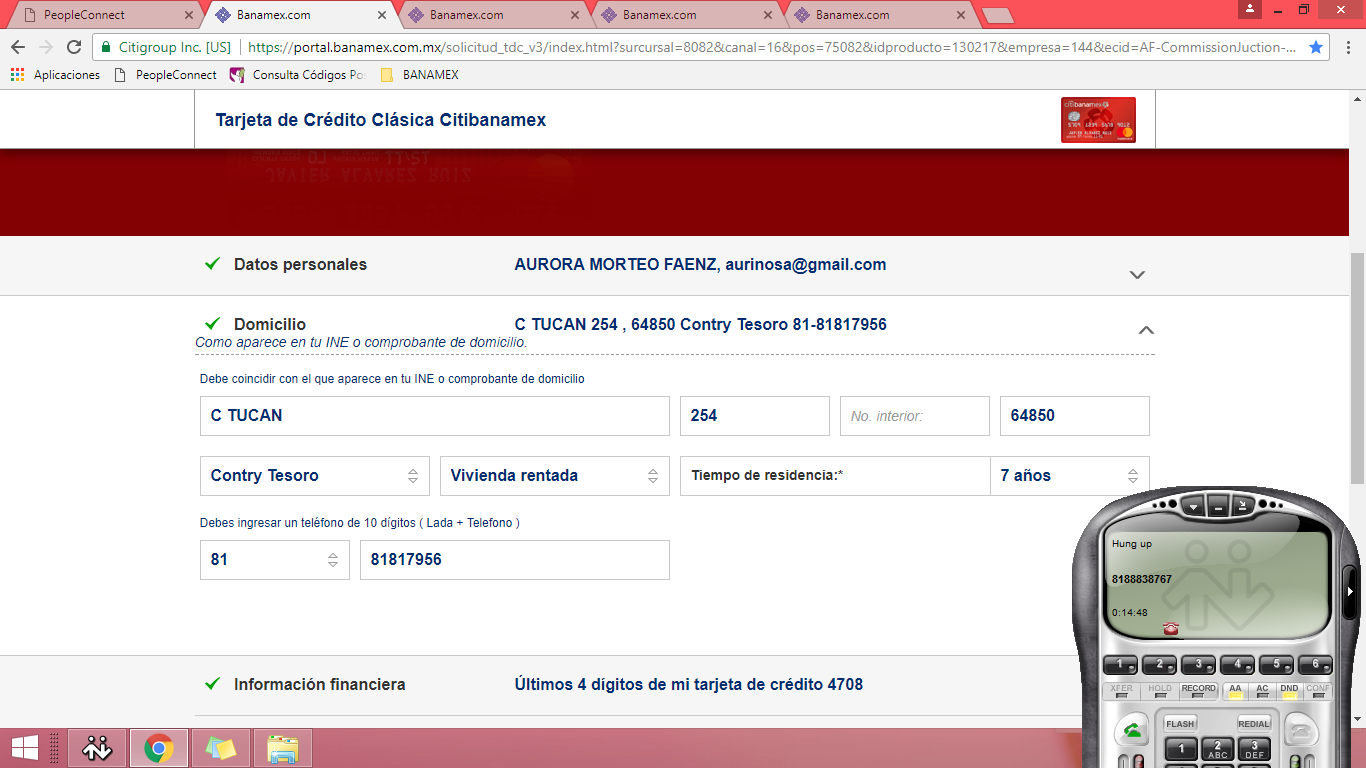 PeopleConnect
Banamex.com
Banamex.com
Banamex.com
Banamex.com
Citigroup Inc. [US]
https://portal.banamex.com.mx/solicitud_tdc_v3/index.html?surcursal=8082&canal=16&pos=75082&idproducto=130217&empresa=144&ecid=AF-CommissionJuction-...
Aplicaciones
PeopleConnect
Consulta Códigos Po
BANAMEX
Tarjeta de Crédito Clásica Citibanamex
citibanamex
11/21
JAVIER ALVAREZ RUIZ
Datos personales
AURORA MORTEO FAENZ, aurinosa@gmail.com
Domicilio
C TUCAN 254 , 64850 Contry Tesoro 81-81817956
Como aparece en tu INE o comprobante de domicilio.
Debe coincidir con el que aparece en tu INE o comprobante de domicilio
C TUCAN
254
No. interior:
64850
Contry Tesoro
Vivienda rentada
Tiempo de residencia:*
7 años
Debes ingresar un teléfono de 10 dígitos ( Lada + Telefono )
81
81817956
Hung up
8188838767
0:14:48
1 2 3 4 5 6
XFER HOLD RECORD AA AC DND CONF
FLASH REDIAL
1 2 ABC 3 DEF
Información financiera
Últimos 4 dígitos de mi tarjeta de crédito 4708